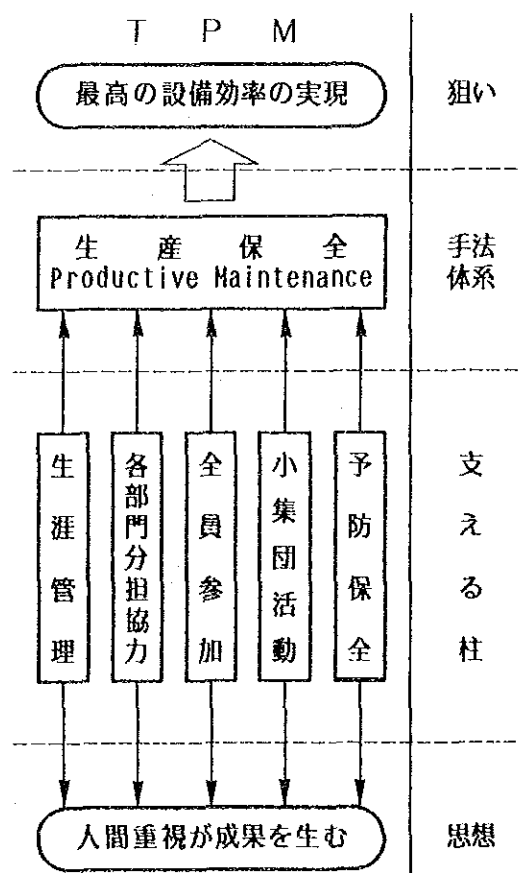 T P M
最高の設備効率の実現
狙い
生産保全
Productive Maintenance
手法
体系
生涯管理
各部門分担協力
全員参加
小集団活動
予防保全
支える柱
人間重視が成果を生む
思想